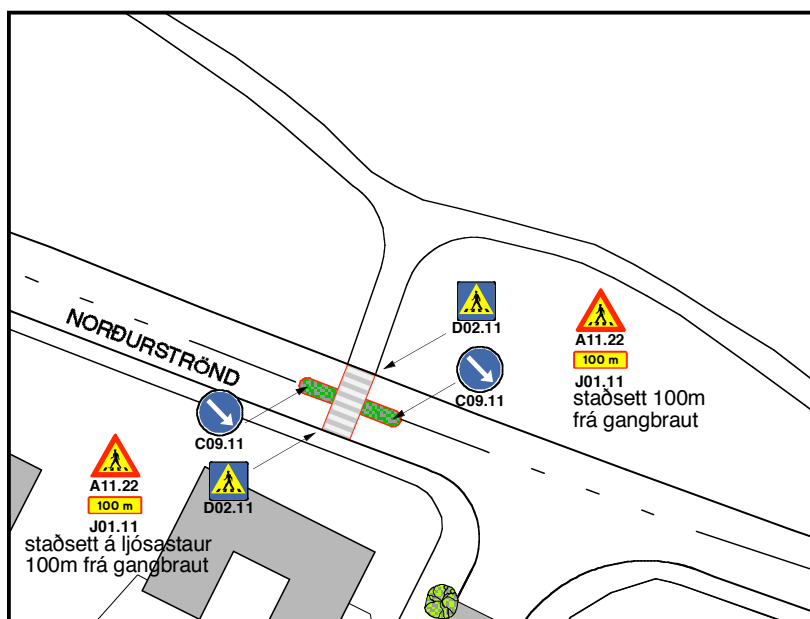 NORÐURSTRÖND
D02.11
C09.11
A11.22
100 m
J01.11
staðsett 100m
frá gangbraut
C09.11
D02.11
A11.22
100 m
J01.11
staðsett á ljósastaur
100m frá gangbraut